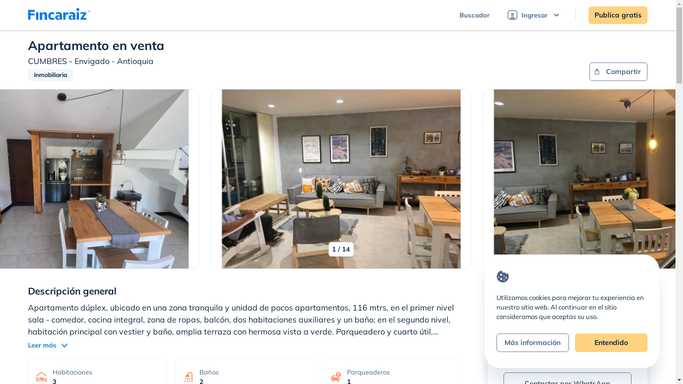 Fincaraiz
Buscador
Ingresar
Publica gratis
Apartamento en venta
CUMBRES - Envigado - Antioquia
Inmobiliaria
Compartir
1 / 14
Descripción general
Apartamento dúplex, ubicado en una zona tranquila y unidad de pocos apartamentos, 116 mtrs, en el primer nivel
sala - comedor, cocina integral, zona de ropas, balcón, dos habitaciones auxiliares y un baño; en el segundo nivel,
habitación principal con vestier y baño, amplia terraza con hermosa vista a verde. Parqueadero y cuarto útil....
Leer más
Habitaciones
3
Baños
2
Parqueaderos
1
Utilizamos cookies para mejorar tu experiencia en
nuestro sitio web. Al continuar en el sitio
consideramos que aceptas su uso.
Más información
Entendido
Contactar por WhatsApp